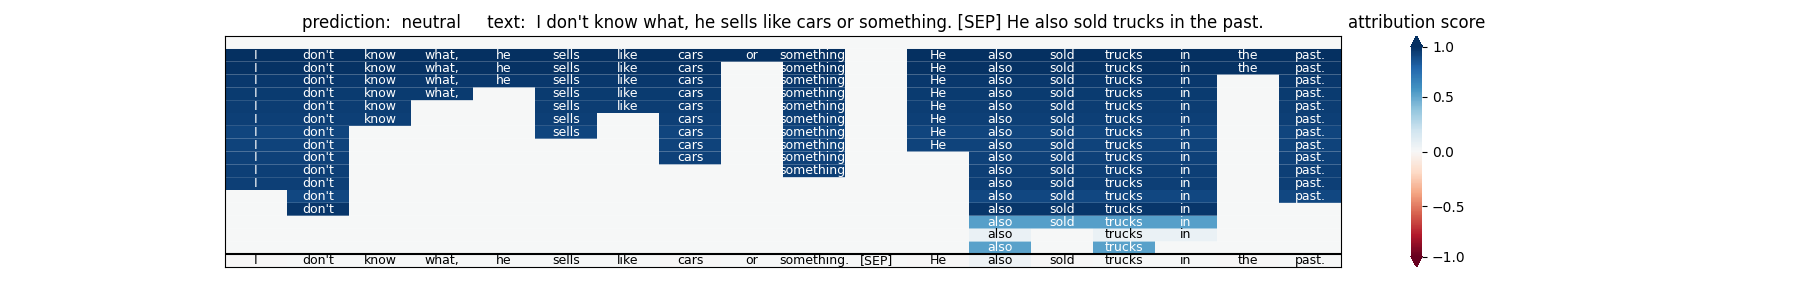 prediction: neutral text: I don't know what, he sells like cars or something. [SEP] He also sold trucks in the past.
attribution score
I don't know what, he sells like cars or something He also sold trucks in the past.
I don't know what, he sells like cars something He also sold trucks in the past.
I don't know what, he sells like cars something He also sold trucks in past.
I don't know what, sells like cars something He also sold trucks in past.
I don't know sells like cars something He also sold trucks in past.
I don't know sells cars something He also sold trucks in past.
I don't sells cars something He also sold trucks in past.
I don't cars something He also sold trucks in past.
I don't cars something also sold trucks in past.
I don't something also sold trucks in past.
I don't also sold trucks in past.
don't also sold trucks in past.
don't also sold trucks in
also sold trucks in
also trucks in
also trucks
I don't know what, he sells like cars or something. [SEP] He also sold trucks in the past.
1.0
0.5
0.0
−0.5
−1.0